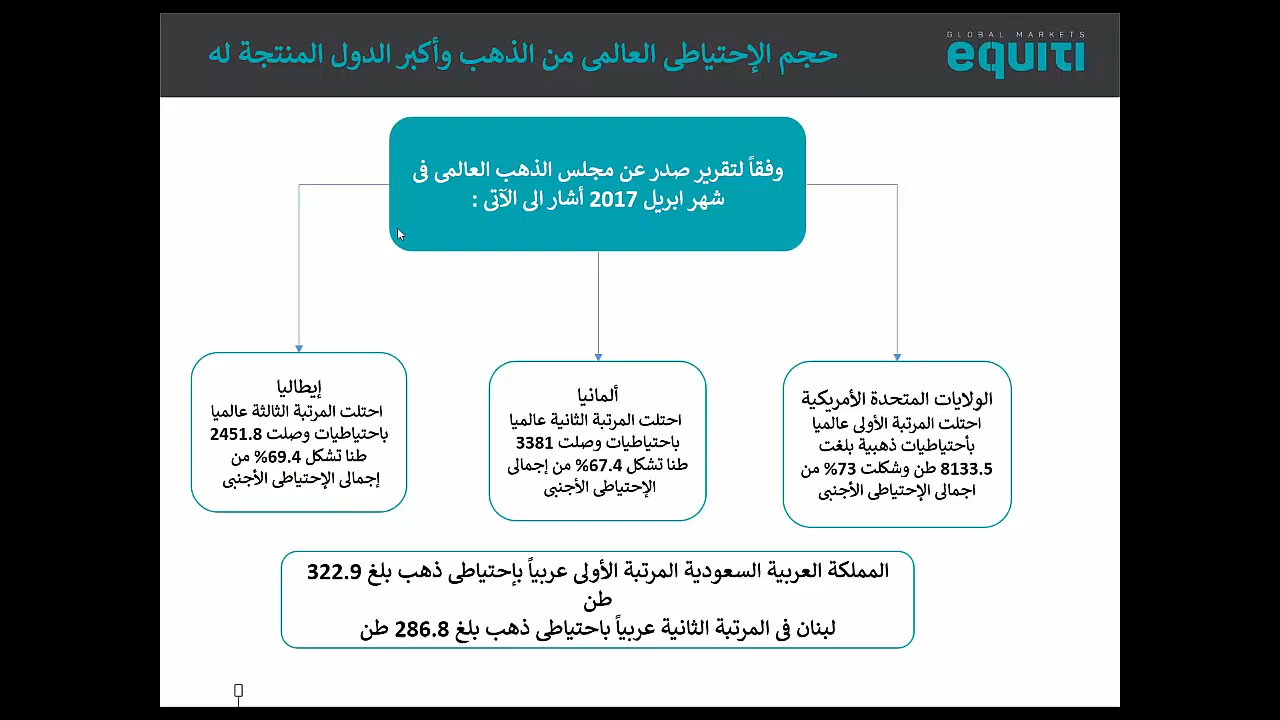 حجم الإحتياطى العالمى من الذهب وأكبر الدول المنتجة له
GLOBAL MARKETS
equiti
وفقاً لتقرير صدر عن مجلس الذهب العالمى فى
شهر ابريل 2017 أشار الى الآتى :
الولايات المتحدة الأمريكية
احتلت المرتبة الأولى عالميا
بأحتياطيات ذهبية بلغت
8133.5 طن وشكلت 73% من
اجمالى الإحتياطى الأجنبى
ألمانيا
احتلت المرتبة الثانية عالميا
باحتياطيات وصلت 3381
طنا تشكل 67.4% من إجمالى
الإحتياطى الأجنبى
إيطاليا
احتلت المرتبة الثالثة عالميا
باحتياطيات وصلت 2451.8
طنا تشكل 69.4% من
إجمالى الإحتياطى الأجنبى
المملكة العربية السعودية المرتبة الأولى عربياً بإحتياطى ذهب بلغ 322.9
طن
لبنان فى المرتبة الثانية عربياً باحتياطى ذهب بلغ 286.8 طن